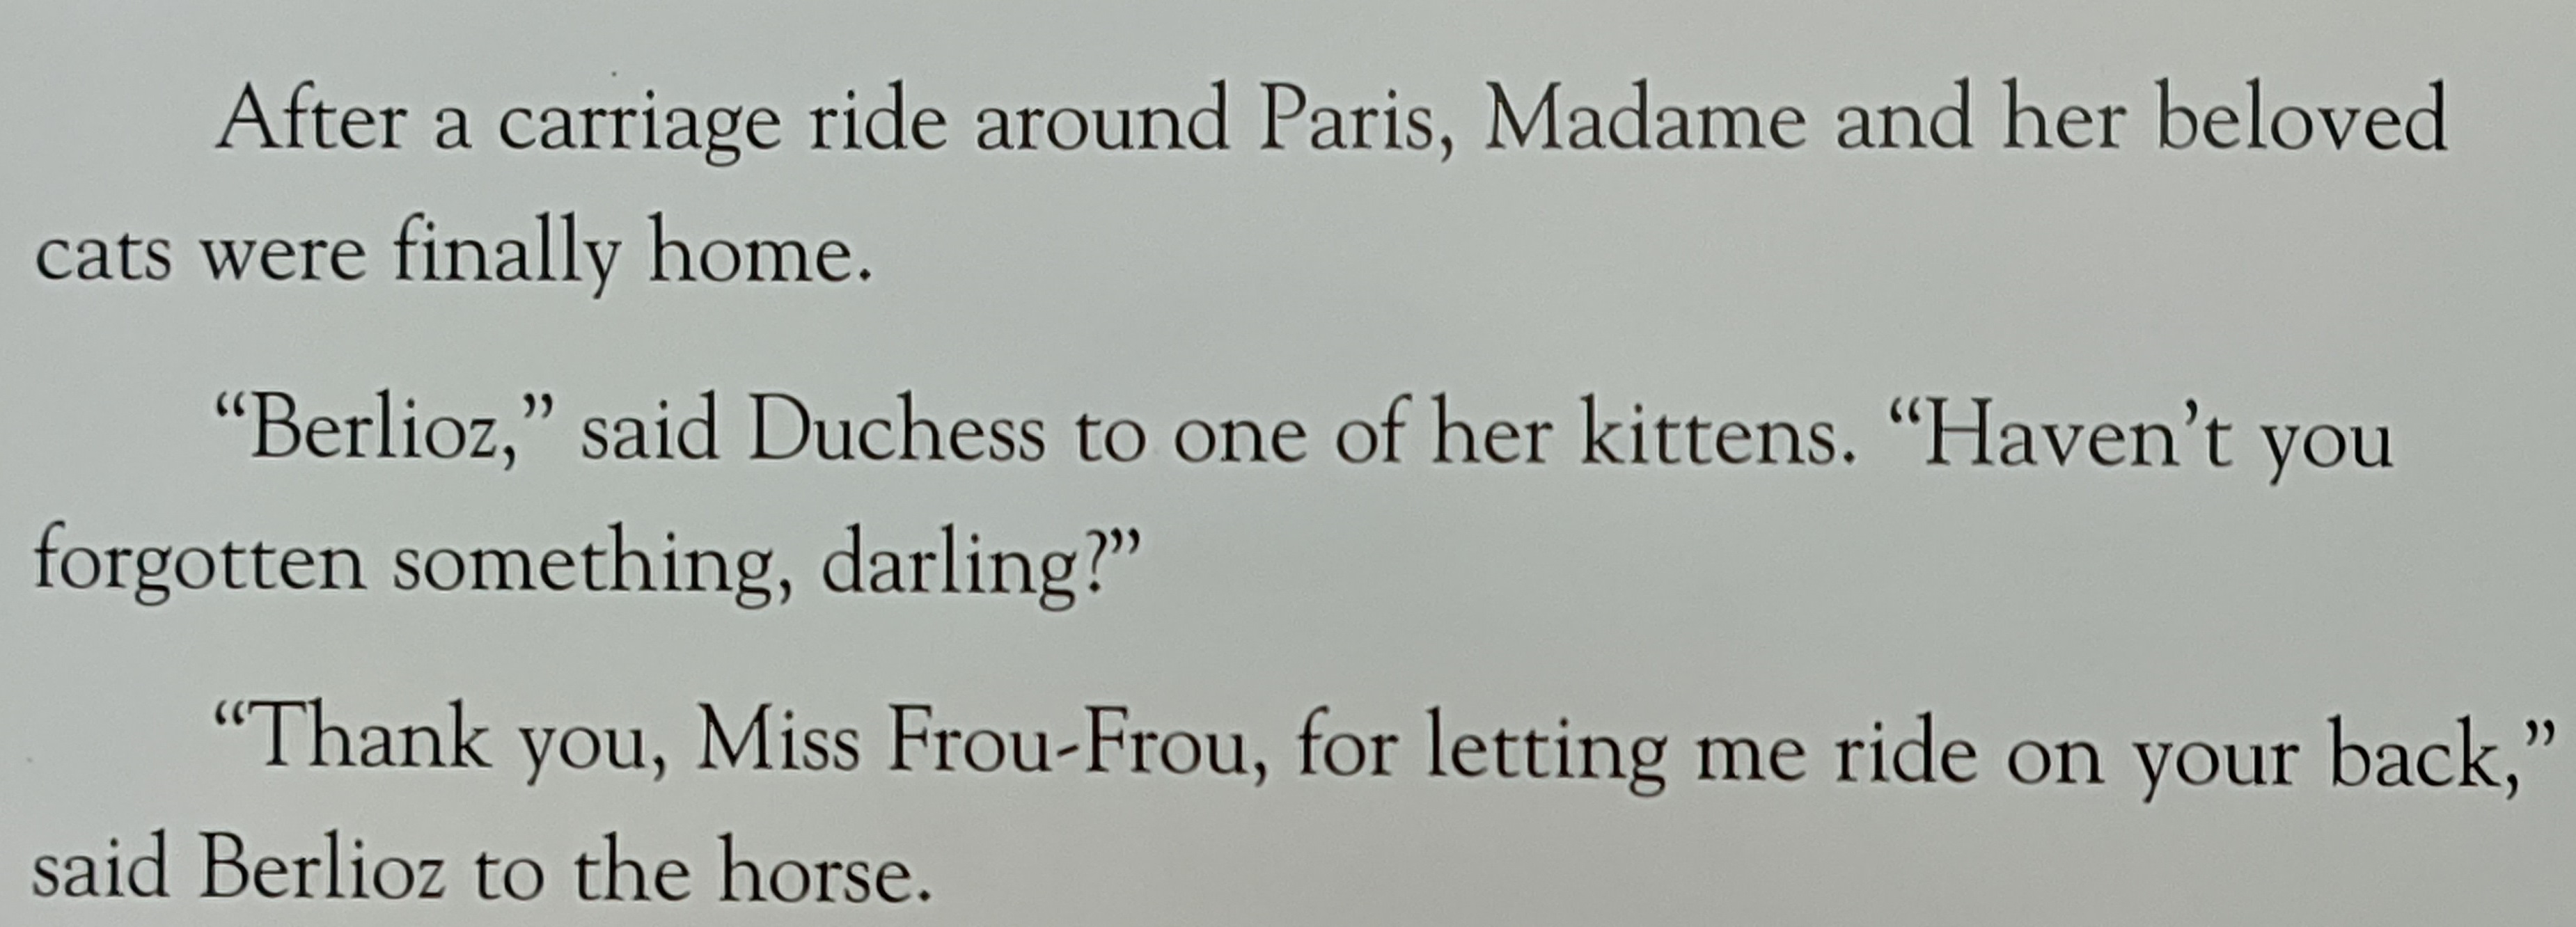 After a carriage ride around Paris, Madame and her beloved
cats were finally home.
“Berlioz,” said Duchess to one of her kittens. “Haven’t you
forgotten something, darling?”
“Thank you, Miss Frou-Frou, for letting me ride on your back,”
said Berlioz to the horse.